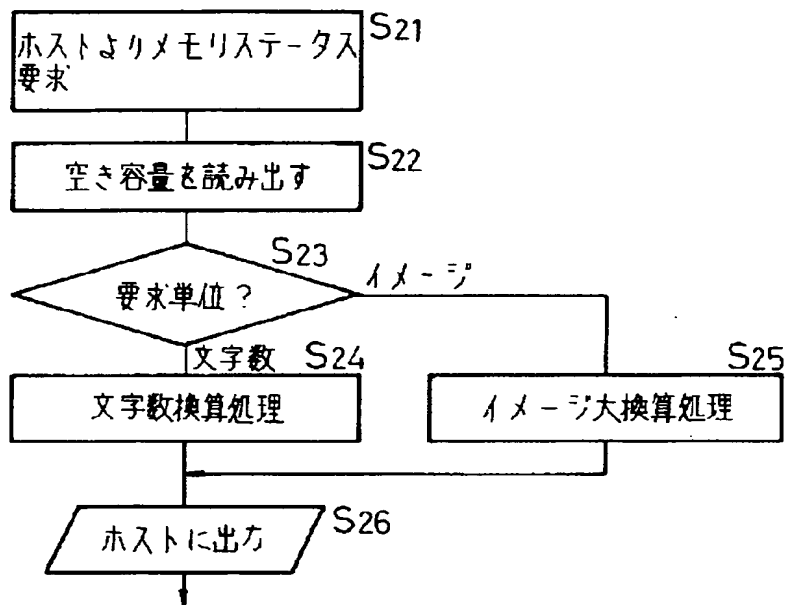 ホストよりメモリステータス
要求
S21
空き容量を読み出す
S22
S23
要求単位?
イメージ
文字数
S24
文字数換算処理
S25
イメージ大換算処理
ホストに出力
S26